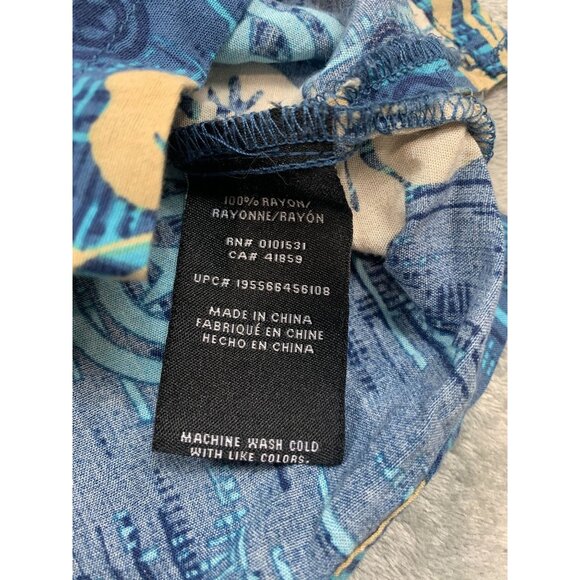 100% RAYON/
RAYONNE/RAYÓN
RN# 0101531
CA# 41859
UPC# 195566456108
MADE IN CHINA
FABRIQUÉ EN CHINE
HECHO EN CHINA
MACHINE WASH COLD
WITH LIKE COLORS.